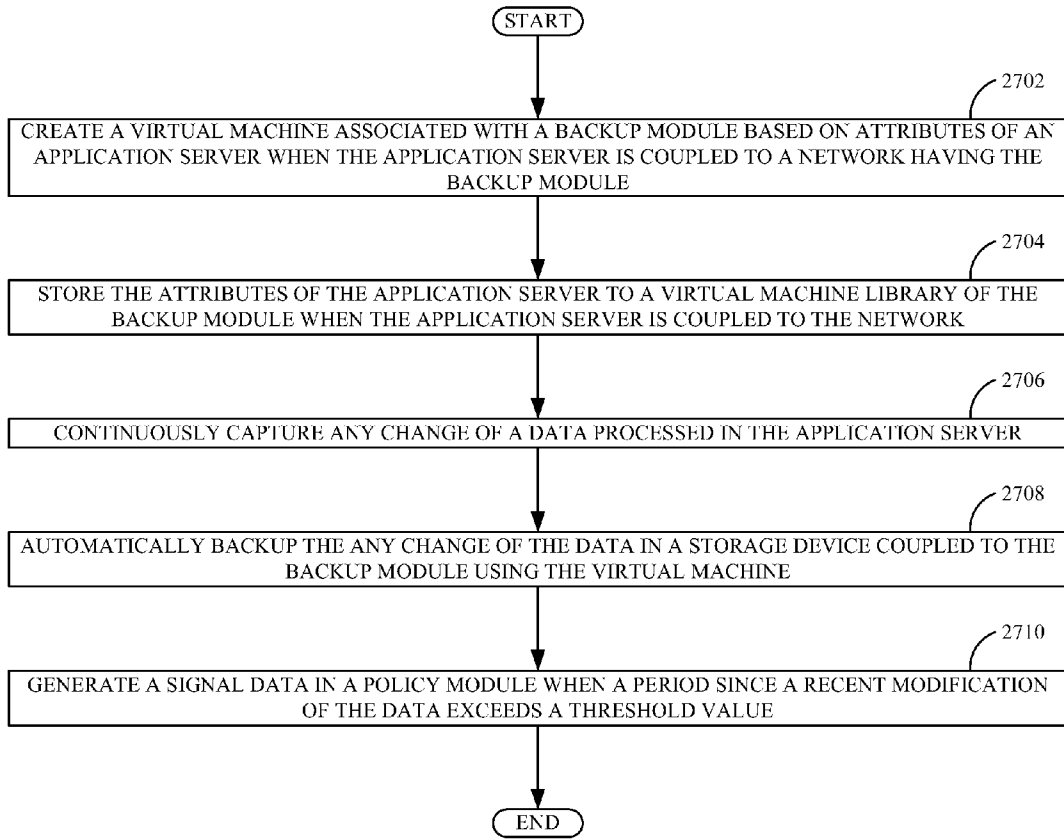 START
2702
CREATE A VIRTUAL MACHINE ASSOCIATED WITH A BACKUP MODULE BASED ON ATTRIBUTES OF AN
APPLICATION SERVER WHEN THE APPLICATION SERVER IS COUPLED TO A NETWORK HAVING THE
BACKUP MODULE
2704
STORE THE ATTRIBUTES OF THE APPLICATION SERVER TO A VIRTUAL MACHINE LIBRARY OF THE
BACKUP MODULE WHEN THE APPLICATION SERVER IS COUPLED TO THE NETWORK
2706
CONTINUOUSLY CAPTURE ANY CHANGE OF A DATA PROCESSED IN THE APPLICATION SERVER
2708
AUTOMATICALLY BACKUP THE ANY CHANGE OF THE DATA IN A STORAGE DEVICE COUPLED TO THE
BACKUP MODULE USING THE VIRTUAL MACHINE
2710
GENERATE A SIGNAL DATA IN A POLICY MODULE WHEN A PERIOD SINCE A RECENT MODIFICATION
OF THE DATA EXCEEDS A THRESHOLD VALUE
END